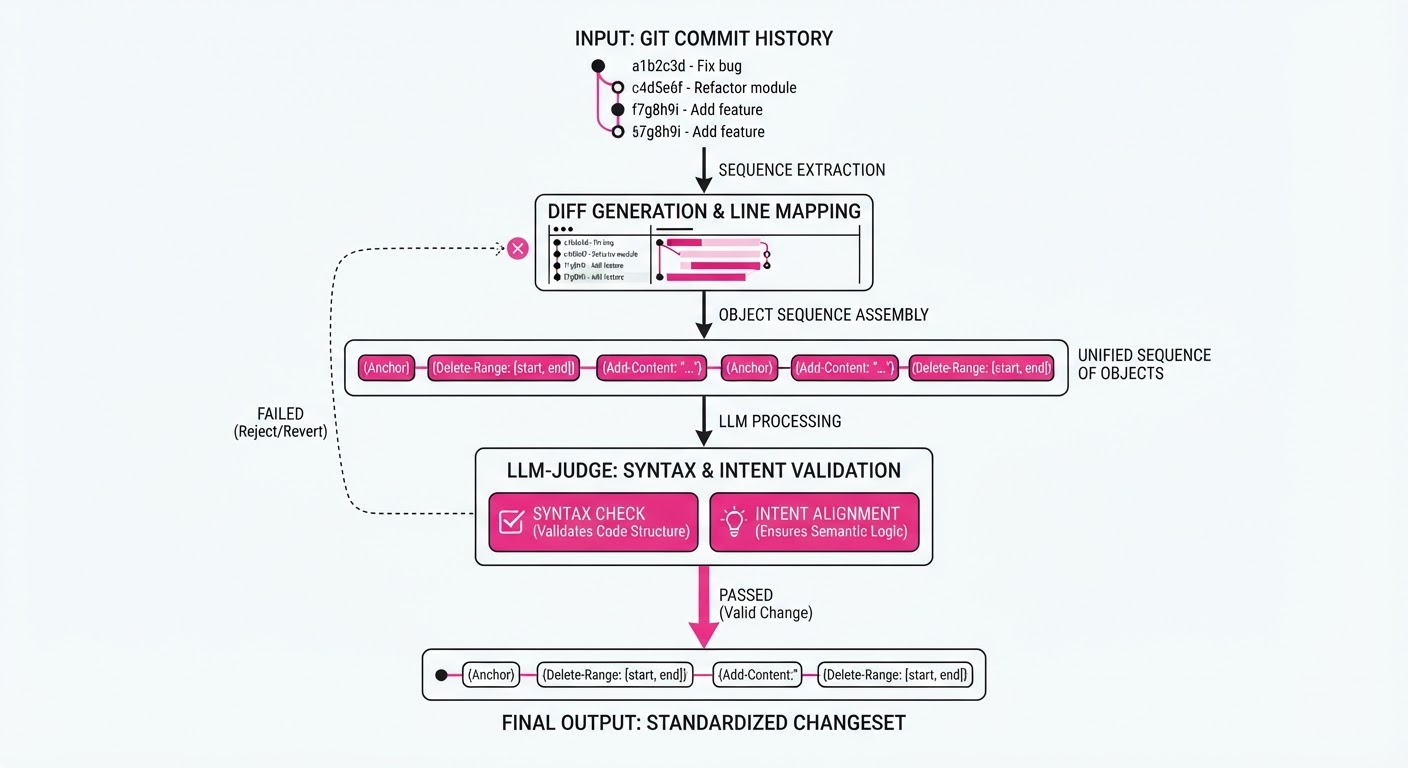 INPUT: GIT COMMIT HISTORY
a1b2c3d - Fix bug
c4d5e6f - Refactor module
f7g8h9i - Add feature
57g8h9i - Add feature
SEQUENCE EXTRACTION
DIFF GENERATION & LINE MAPPING
OBJECT SEQUENCE ASSEMBLY
(Anchor)
(Delete-Range: [start, end])
(Add-Content: "..."}
(Anchor)
(Add-Content: "..."}
(Delete-Range: [start, end]}
UNIFIED SEQUENCE
OF OBJECTS
FAILED
(Reject/Revert)
LLM PROCESSING
LLM-JUDGE: SYNTAX & INTENT VALIDATION
SYNTAX CHECK
(Validates Code Structure)
INTENT ALIGNMENT
(Ensures Semantic Logic)
PASSED
(Valid Change)
(Anchor)
{Delete-Range: [start, end]}
{Add-Content:"
{Delete-Range: [start, end]}
FINAL OUTPUT: STANDARDIZED CHANGESET